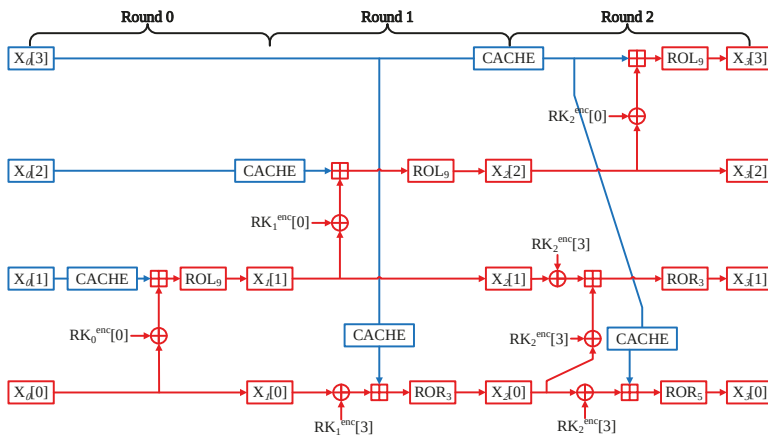 Round 0 Round 1 Round 2
X₀[3] CACHE ROL₉ X₃[3]
RK₂ᵉⁿᶜ[0]
X₀[2] CACHE ROL₉ X₂[2] X₃[2]
RK₁ᵉⁿᶜ[0]
RK₂ᵉⁿᶜ[3]
X₀[1] CACHE ROL₉ X₁[1] X₂[1] ROR₃ X₃[1]
RK₀ᵉⁿᶜ[0] CACHE RK₂ᵉⁿᶜ[3] CACHE
X₀[0] X₁[0] ROR₃ X₂[0] ROR₅ X₃[0]
RK₁ᵉⁿᶜ[3] RK₂ᵉⁿᶜ[3]